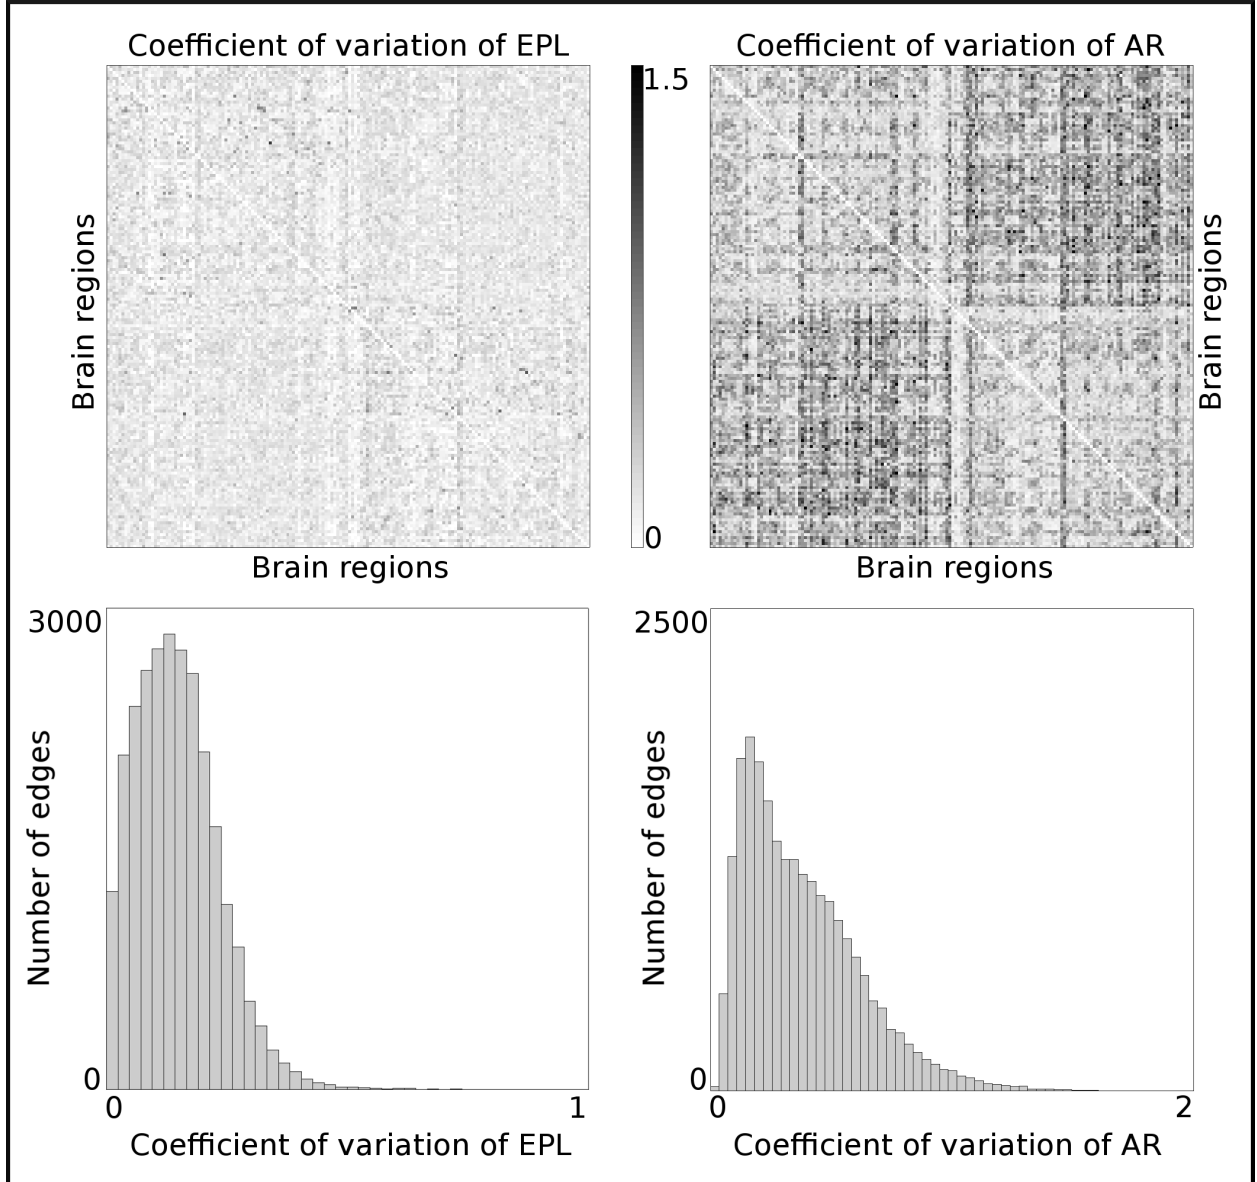 Coefficient of variation of EPL
Coefficient of variation of AR
1.5
0
Brain regions
Brain regions
Brain regions
Brain regions
3000
0
Number of edges
0
1
Coefficient of variation of EPL
2500
0
Number of edges
0
2
Coefficient of variation of AR